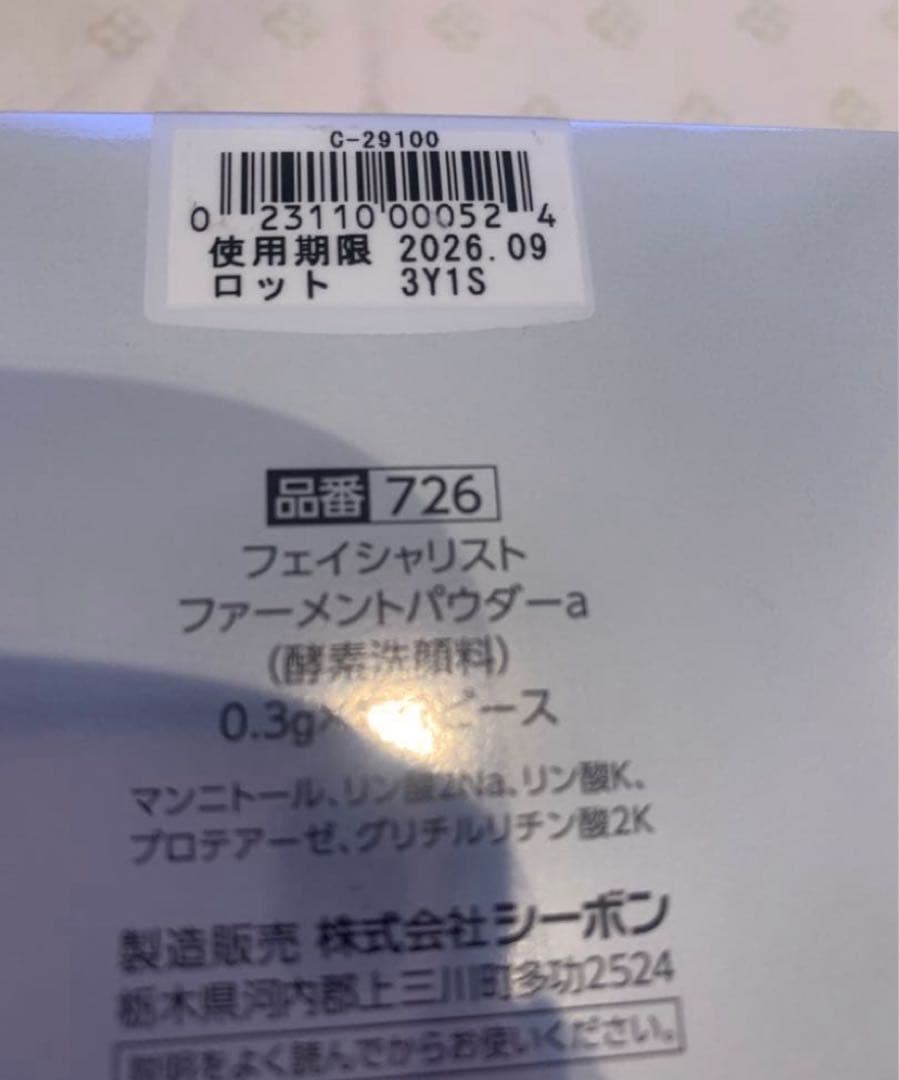 C-29100
0 23110 00052 4
使用期限 2026.09
ロット 3Y1S
品番 726
フェイシャリスト
ファーメントパウダーa
(酵素洗顔料)
0.3g× ピース
マンニトール、リン酸2Na、リン酸K、
プロテアーゼ、グリチルリチン酸2K
製造販売 株式会社シーボン
栃木県河内郡上三川町多功2524
説明をよく読んでからお使いください。